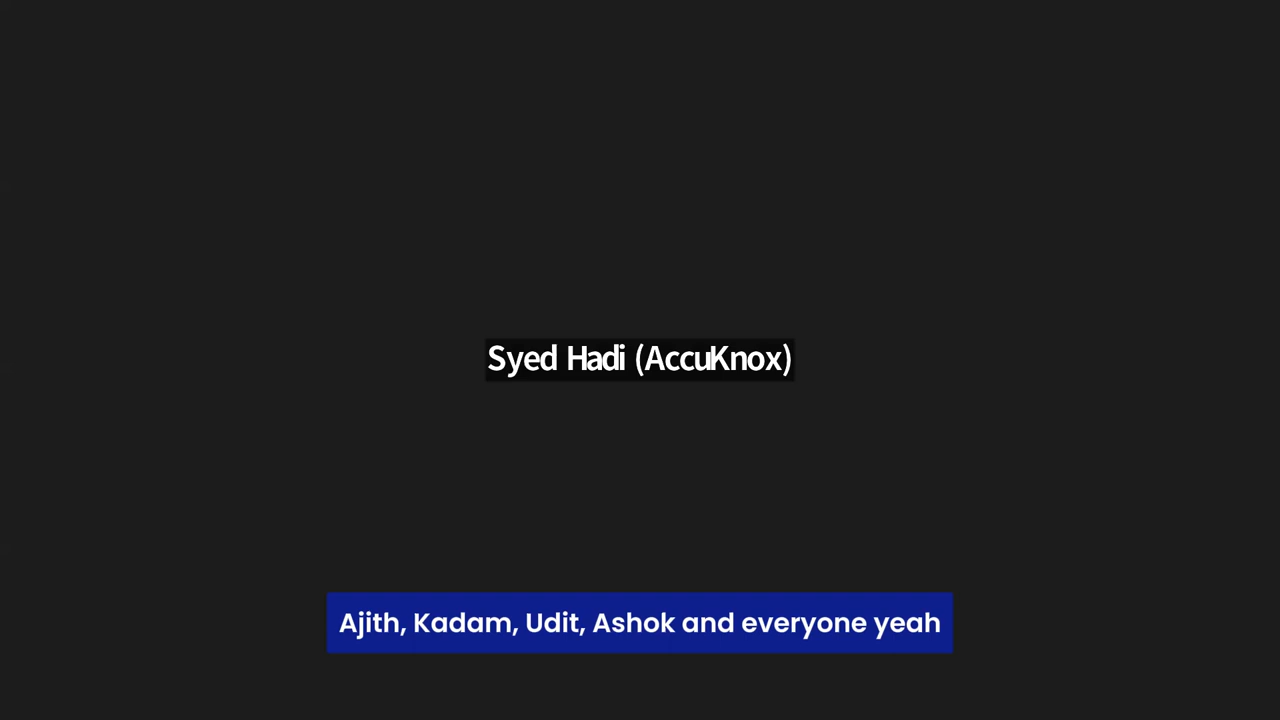 Syed Hadi (AccuKnox)
Ajith, Kadam, Udit, Ashok and everyone yeah